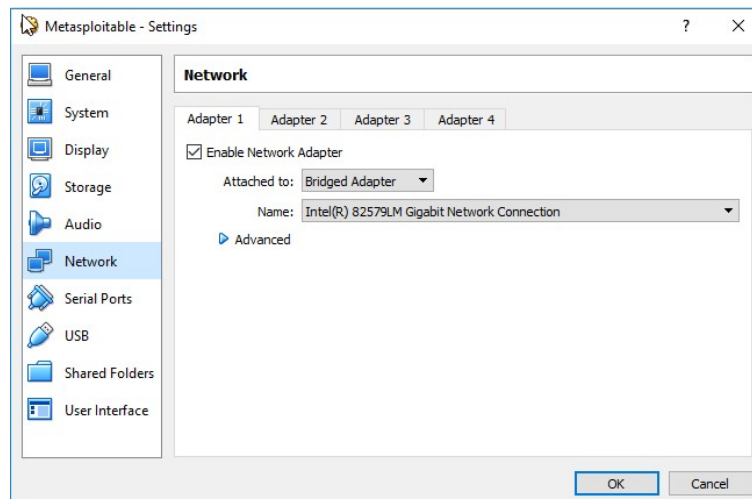 Metasploitable - Settings
?
General
System
Display
Storage
Audio
Network
Serial Ports
USB
Shared Folders
User Interface
Network
Adapter 1 Adapter 2 Adapter 3 Adapter 4
Enable Network Adapter
Attached to: Bridged Adapter
Name: Intel(R) 82579LM Gigabit Network Connection
Advanced
OK Cancel